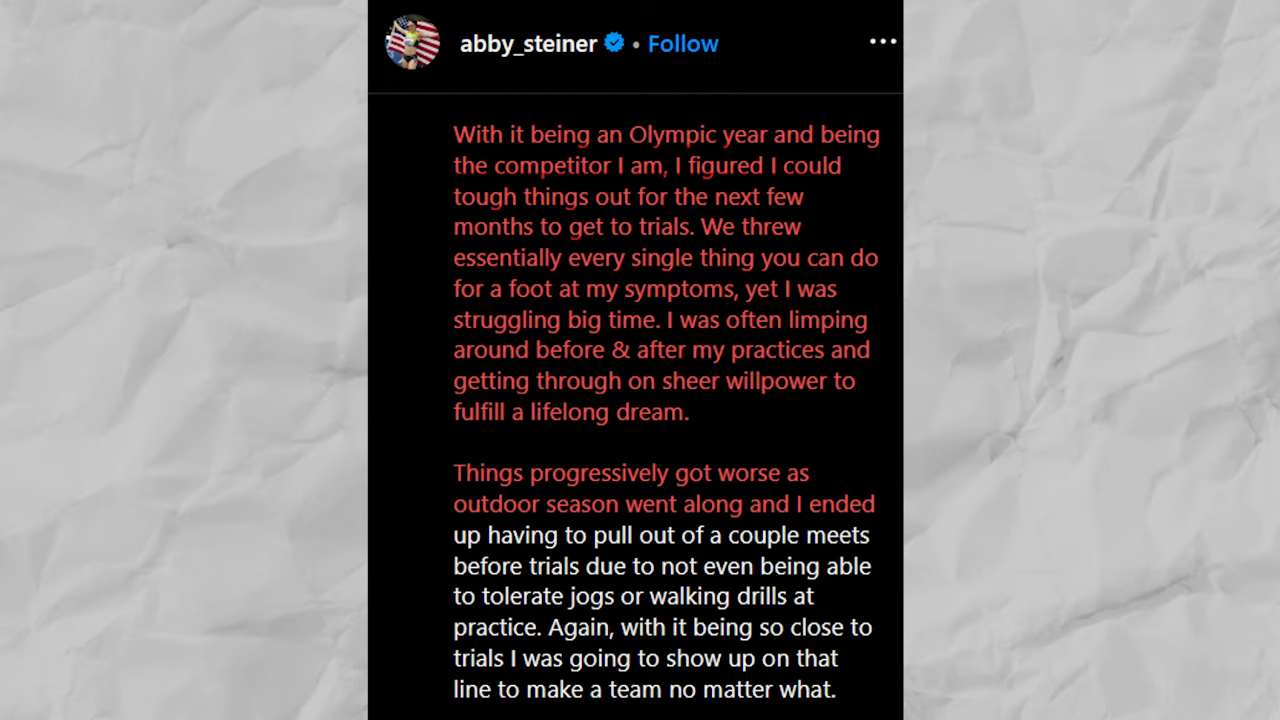 abby_steiner • Follow
With it being an Olympic year and being
the competitor I am, I figured I could
tough things out for the next few
months to get to trials. We threw
essentially every single thing you can do
for a foot at my symptoms, yet I was
struggling big time. I was often limping
around before & after my practices and
getting through on sheer willpower to
fulfill a lifelong dream.
Things progressively got worse as
outdoor season went along and I ended
up having to pull out of a couple meets
before trials due to not even being able
to tolerate jogs or walking drills at
practice. Again, with it being so close to
trials I was going to show up on that
line to make a team no matter what.